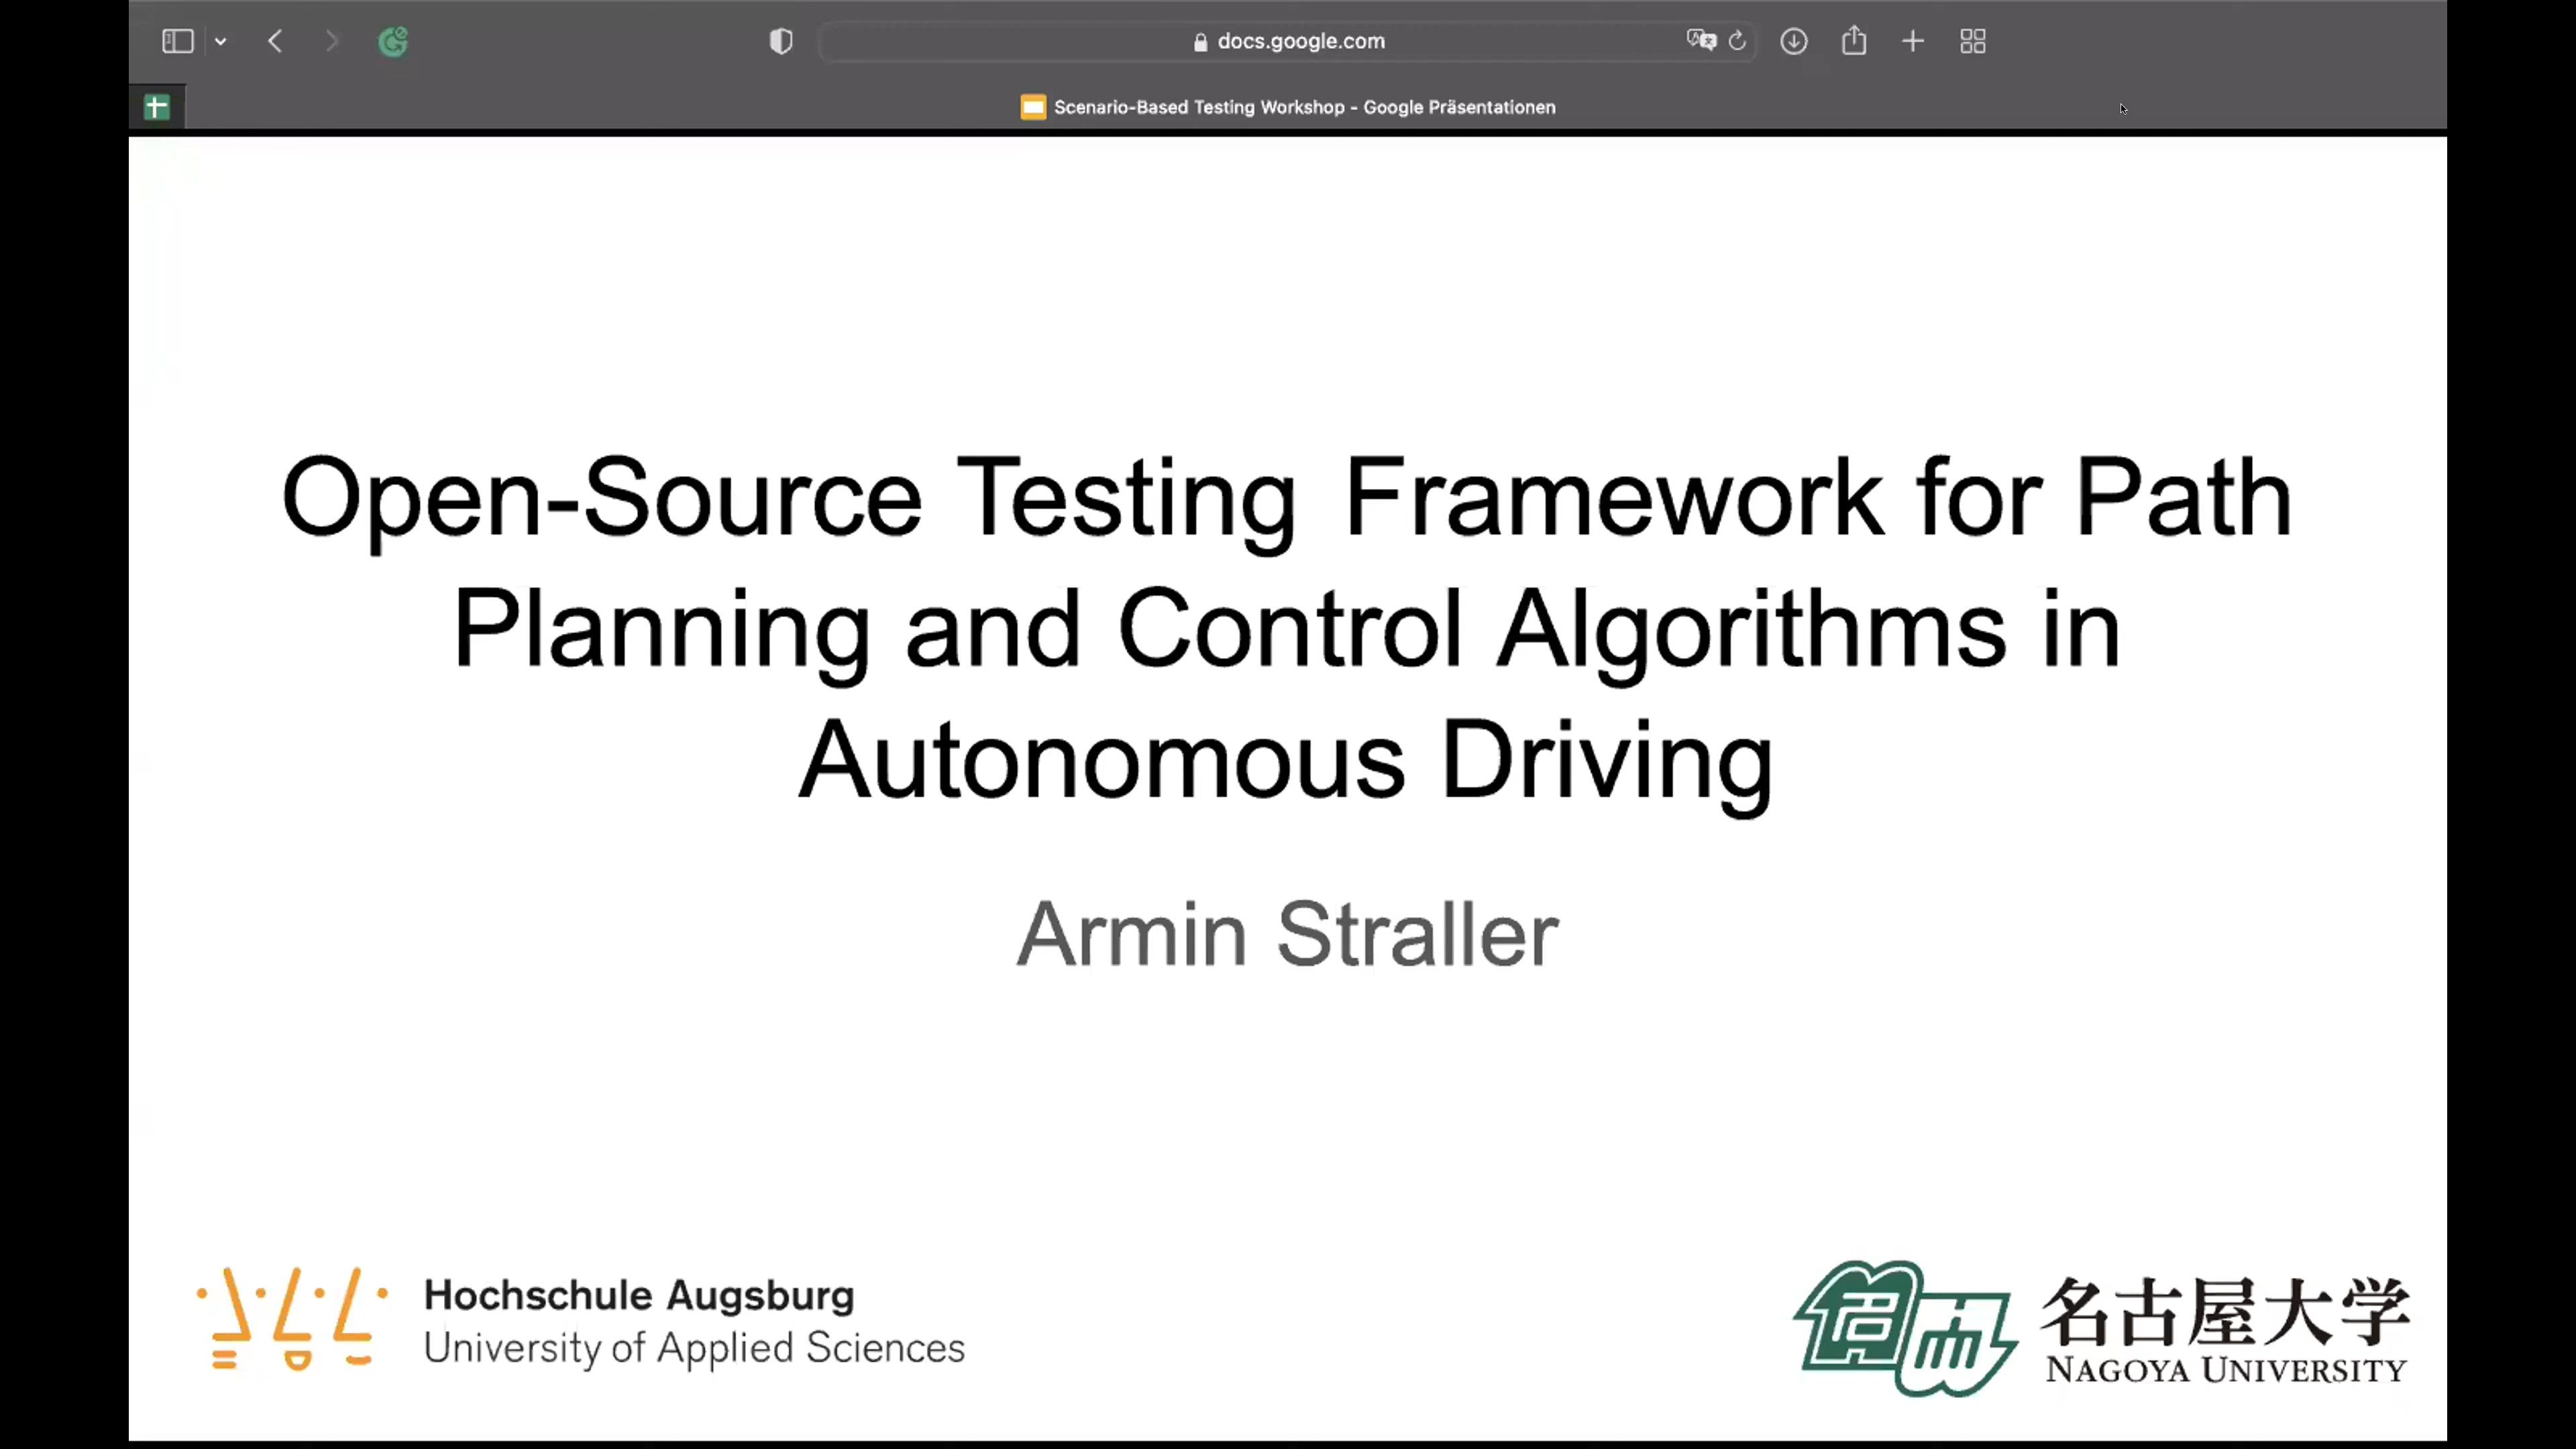 docs.google.com
Scenario-Based Testing Workshop - Google Präsentationen
Open-Source Testing Framework for Path
Planning and Control Algorithms in
Autonomous Driving
Armin Straller
Hochschule Augsburg
University of Applied Sciences
名古屋大学
NAGOYA UNIVERSITY